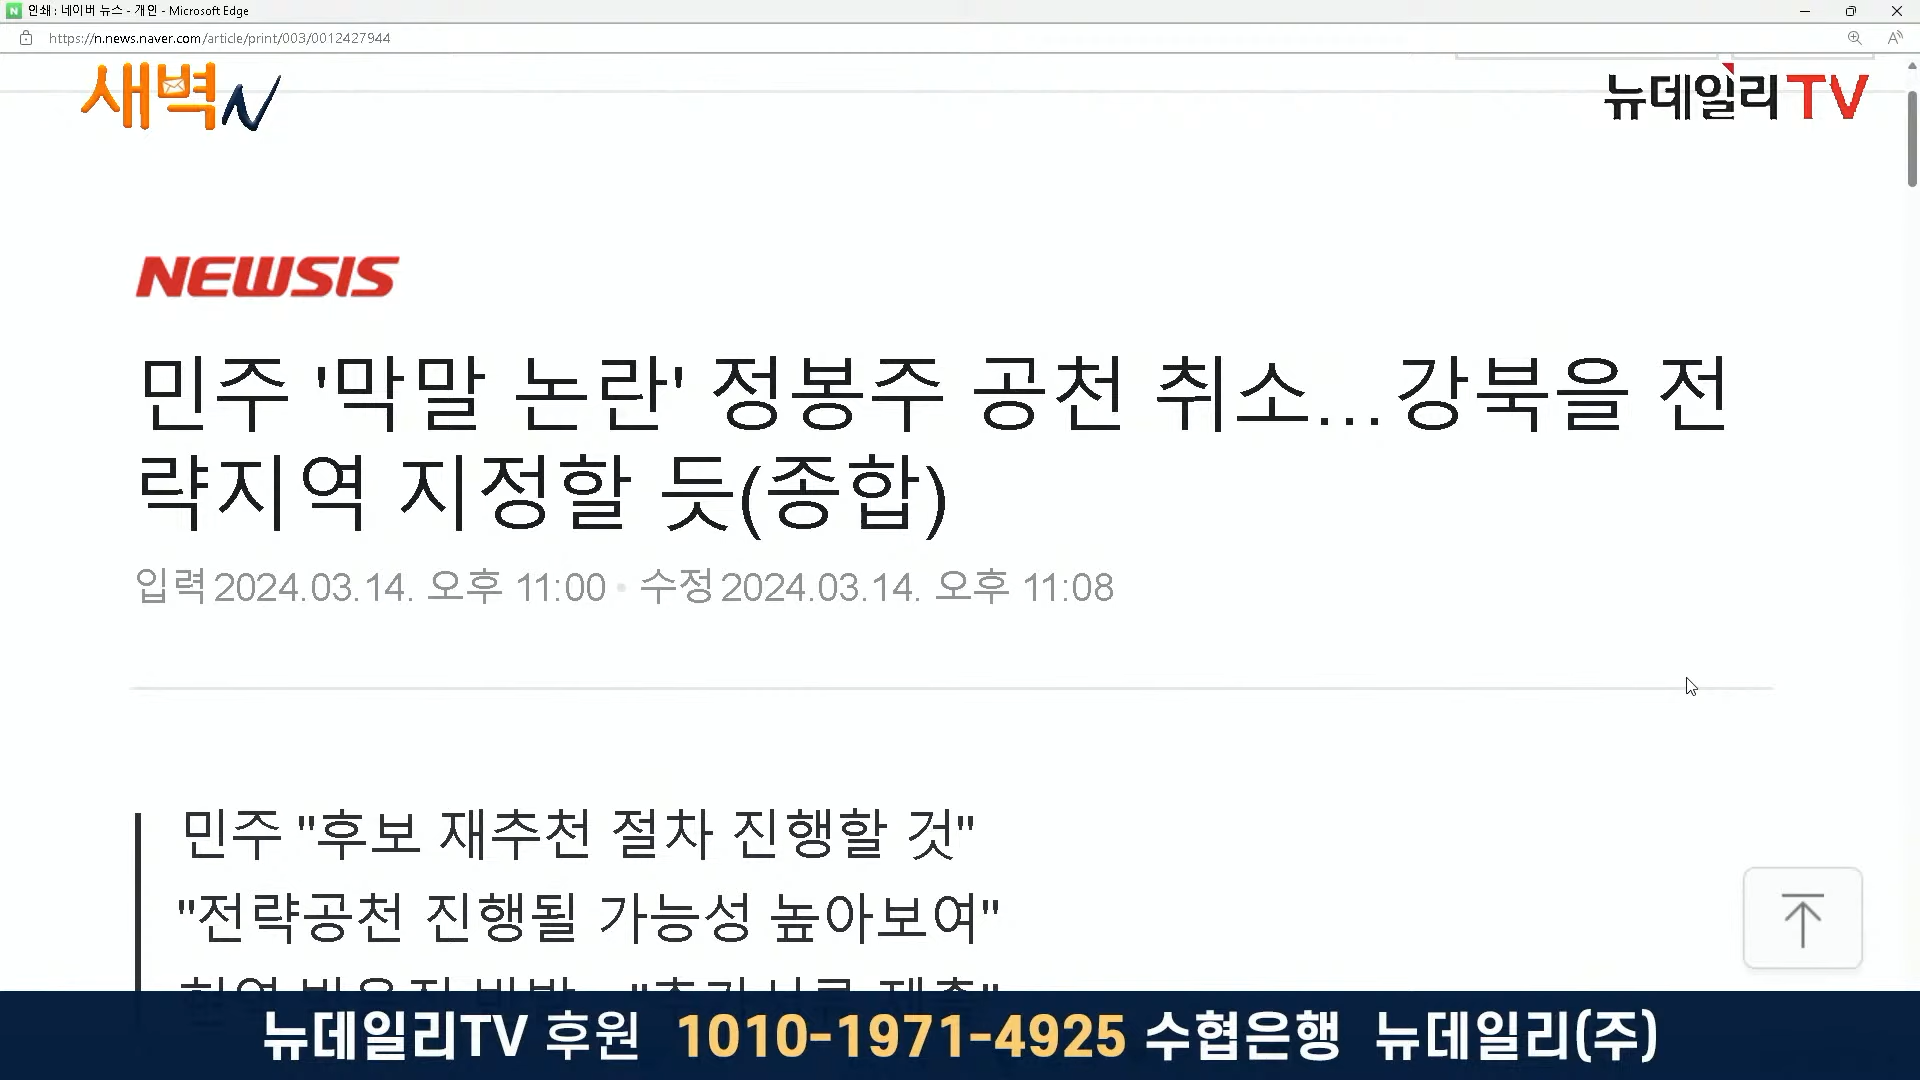 인쇄 : 네이버 뉴스 - 개인 - Microsoft Edge
https://n.news.naver.com/article/print/003/0012427944
새벽N
뉴데일리TV
NEWSIS
민주 '막말 논란' 정봉주 공천 취소…강북을 전
략지역 지정할 듯(종합)
입력 2024.03.14. 오후 11:00 · 수정 2024.03.14. 오후 11:08
민주 "후보 재추천 절차 진행할 것"
"전략공천 진행될 가능성 높아보여"
뉴데일리TV 후원 1010-1971-4925 수협은행 뉴데일리(주)